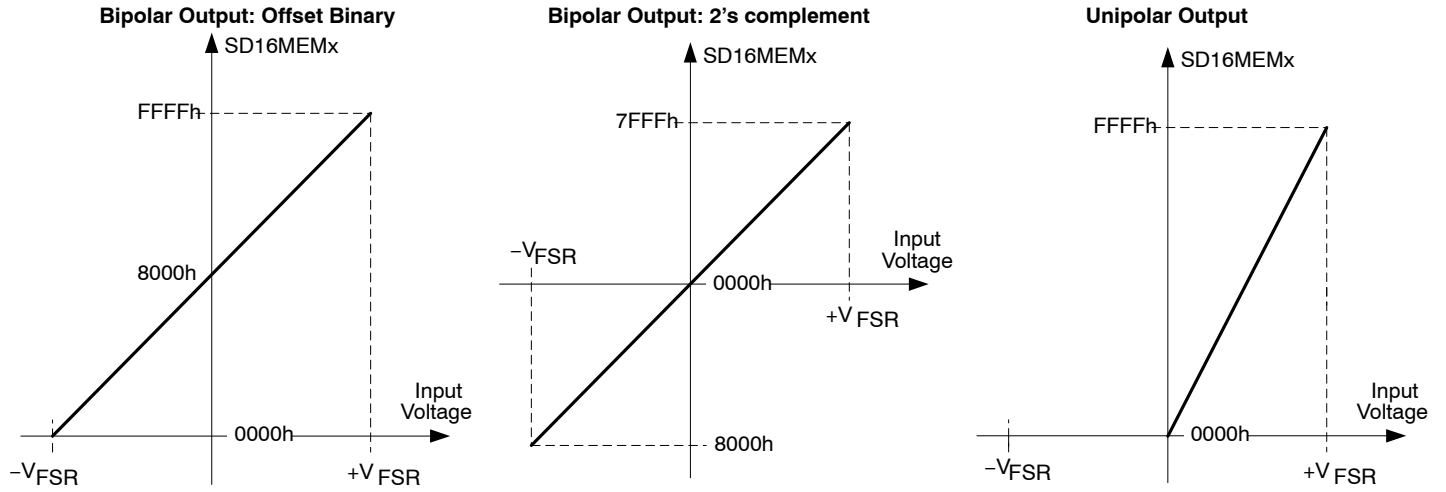 Bipolar Output: Offset Binary
SD16MEMx
FFFFh
8000h
Input
Voltage
0000h
−VFSR
+V FSR
Bipolar Output: 2’s complement
SD16MEMx
7FFFh
−VFSR
Input
Voltage
0000h
+V FSR
8000h
Unipolar Output
SD16MEMx
FFFFh
Input
Voltage
0000h
−VFSR
+V FSR